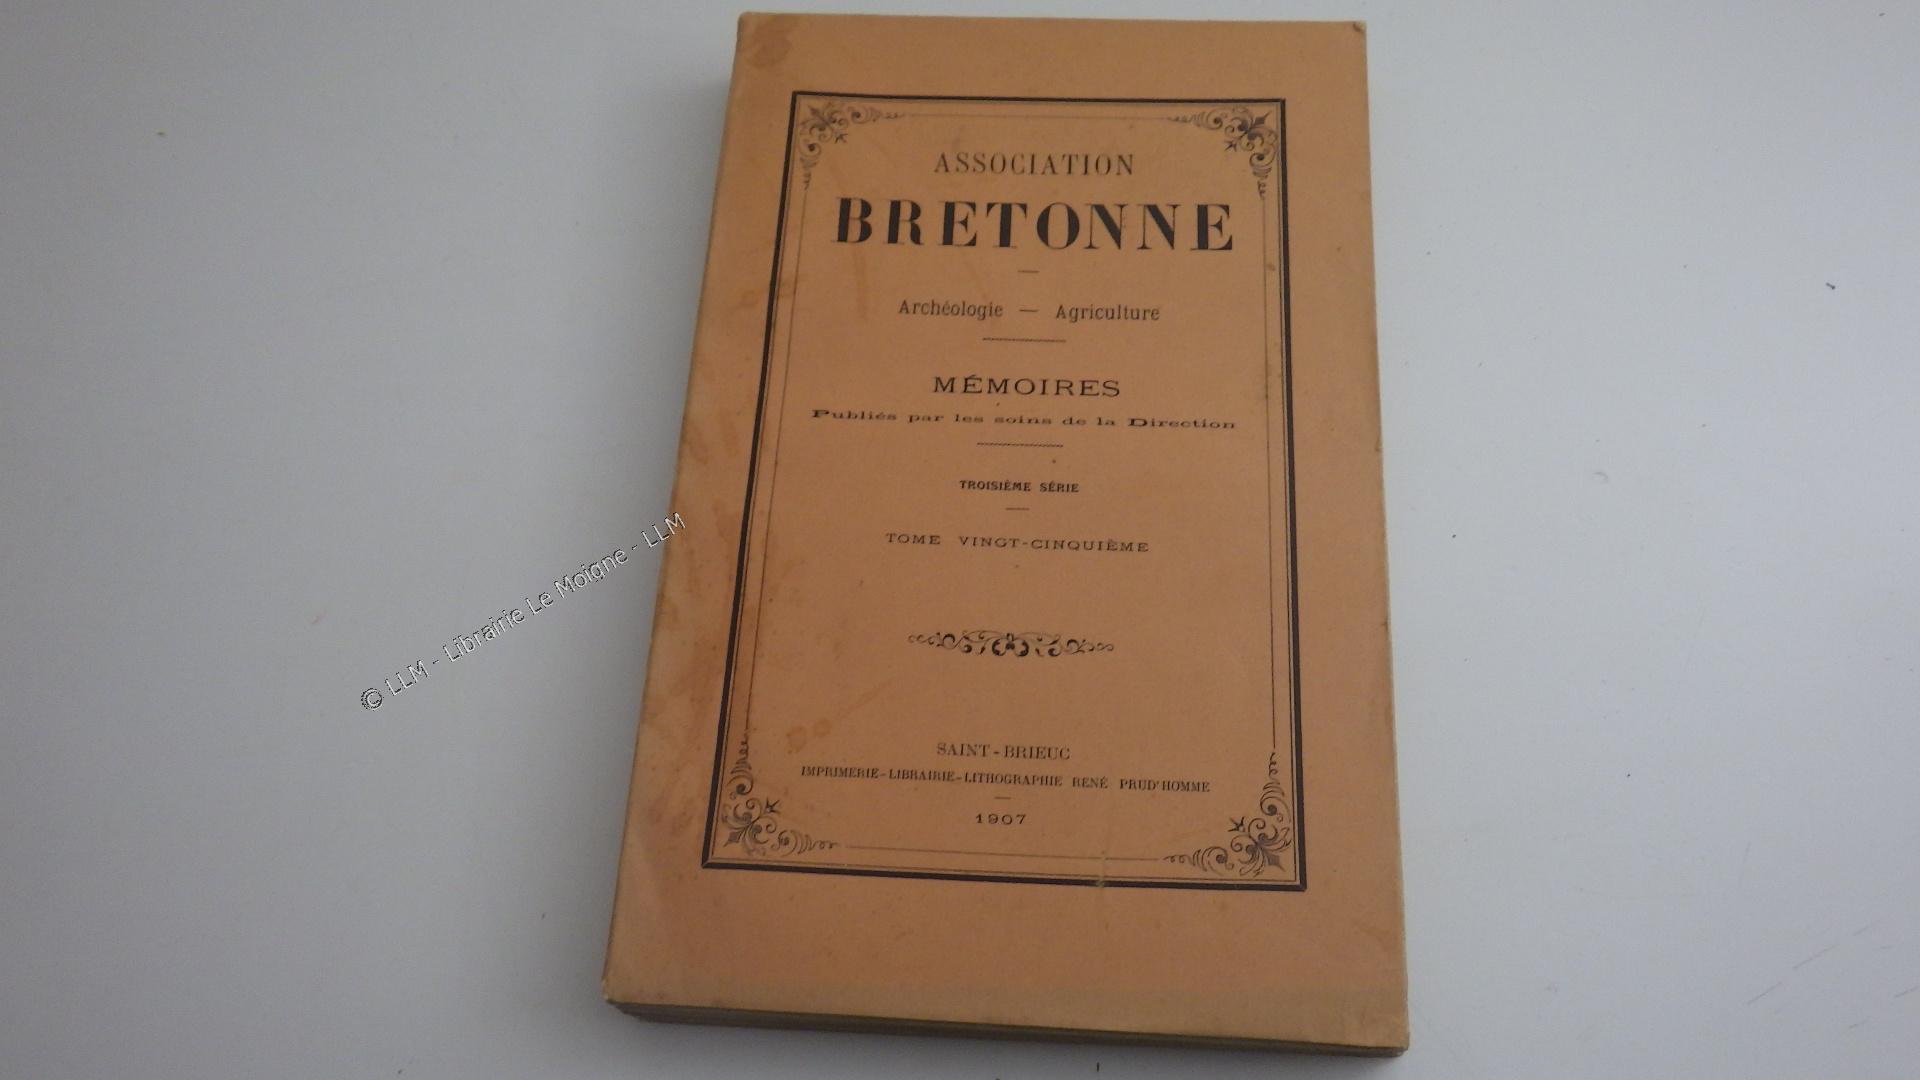 ASSOCIATION
BRETONNE
Archéologie — Agriculture
MÉMOIRES
Publiés par les soins de la Direction
TROISIÈME SÉRIE
TOME VINGT-CINQUIÈME
SAINT-BRIEUC
IMPRIMERIE-LIBRAIRIE-LITHOGRAPHIE RENÉ PRUD'HOMME
1907
© LLM - Librairie Le Moigne - LLM